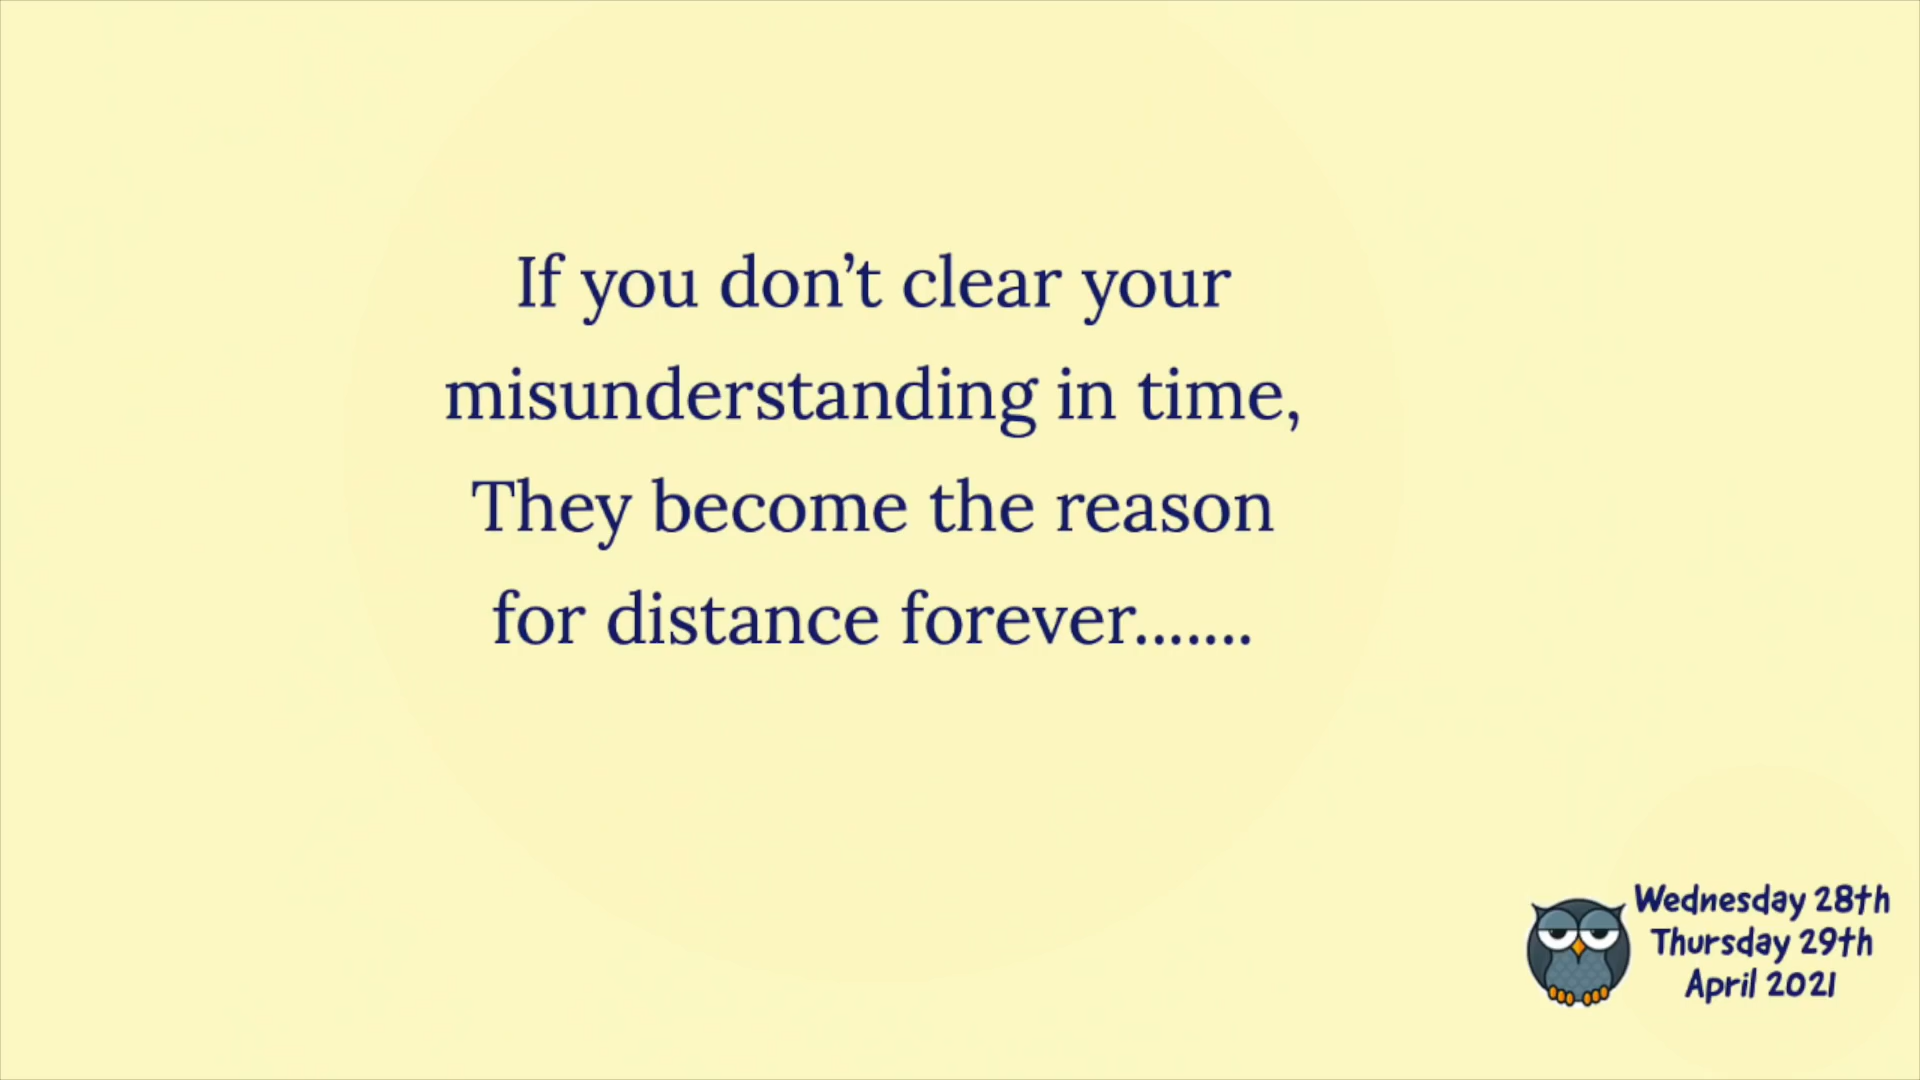 If you don’t clear your
misunderstanding in time,
They become the reason
for distance forever.......
Wednesday 28th
Thursday 29th
April 2021